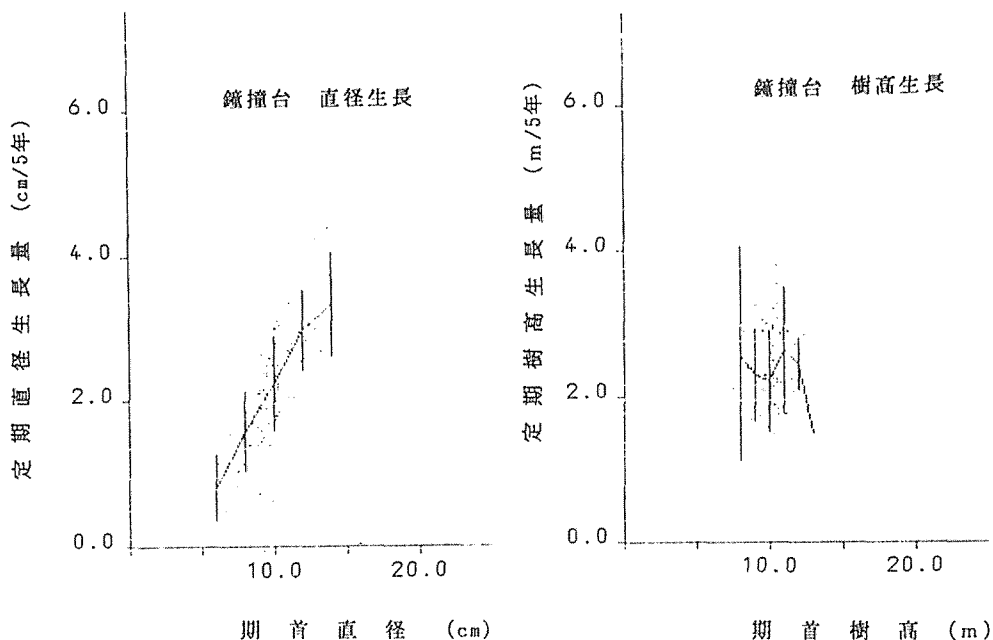 鐘撞台 直径生長
定期直径生長量 (cm/5年)
6.0
4.0
2.0
0.0
10.0 20.0
期首直径 (cm)
鐘撞台 樹高生長
定期樹高生長量 (m/5年)
6.0
4.0
2.0
0.0
10.0 20.0
期首樹高 (m)